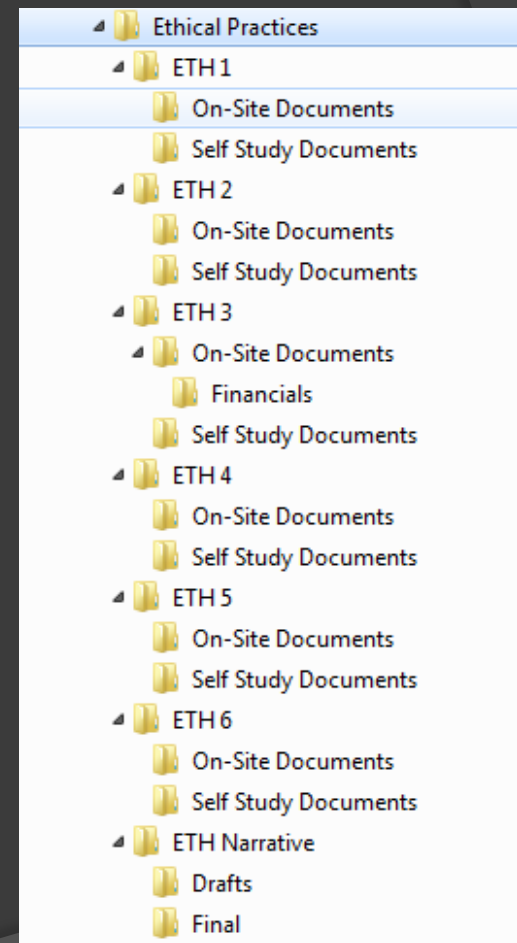 Ethical Practices
ETH 1
On-Site Documents
Self Study Documents
ETH 2
On-Site Documents
Self Study Documents
ETH 3
On-Site Documents
Financials
Self Study Documents
ETH 4
On-Site Documents
Self Study Documents
ETH 5
On-Site Documents
Self Study Documents
ETH 6
On-Site Documents
Self Study Documents
ETH Narrative
Drafts
Final